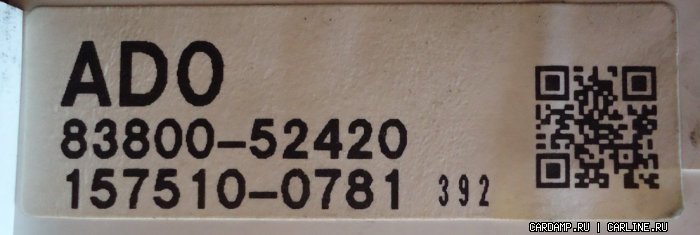 ADO
83800-52420
157510-0781 392
CARDAMP.RU | CARLINE.RU